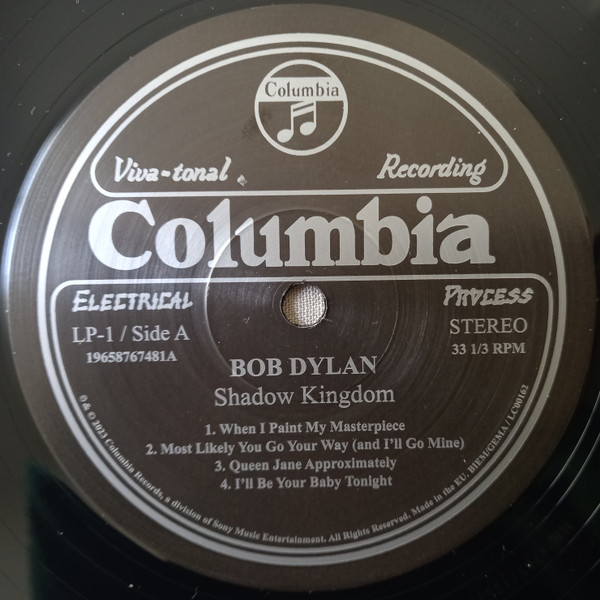 Columbia
Viva-tonal Recording
Columbia
ELECTRICAL PROCESS
LP-1 / Side A STEREO
19658767481A 33 1/3 RPM
BOB DYLAN
Shadow Kingdom
1. When I Paint My Masterpiece
2. Most Likely You Go Your Way (and I'll Go Mine)
3. Queen Jane Approximately
4. I'll Be Your Baby Tonight
℗ & © 2023 Columbia Records, a division of Sony Music Entertainment. All Rights Reserved. Made in the EU. BIEM/GEMA / LC00162